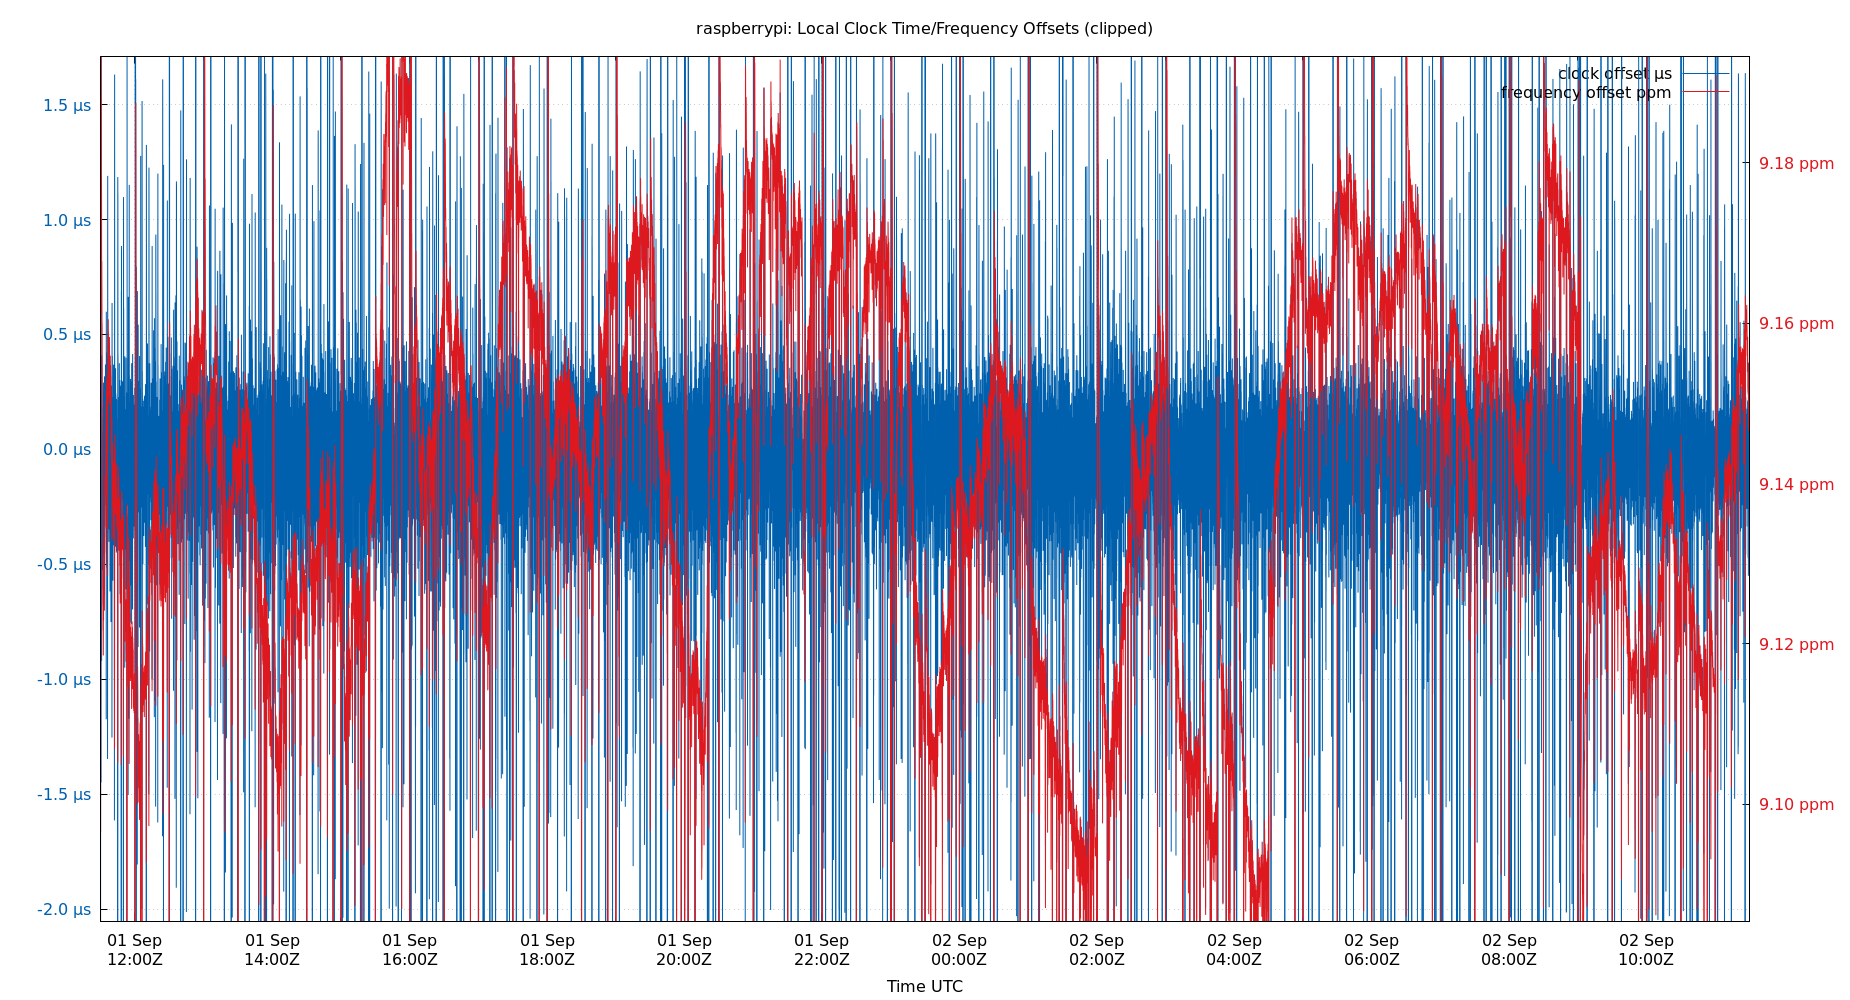 raspberrypi: Local Clock Time/Frequency Offsets (clipped)
clock offset µs
frequency offset ppm
1.5 µs
1.0 µs
0.5 µs
0.0 µs
-0.5 µs
-1.0 µs
-1.5 µs
-2.0 µs
9.18 ppm
9.16 ppm
9.14 ppm
9.12 ppm
9.10 ppm
01 Sep 01 Sep 01 Sep 01 Sep 01 Sep 01 Sep 02 Sep 02 Sep 02 Sep 02 Sep 02 Sep 02 Sep
12:00Z 14:00Z 16:00Z 18:00Z 20:00Z 22:00Z 00:00Z 02:00Z 04:00Z 06:00Z 08:00Z 10:00Z
Time UTC